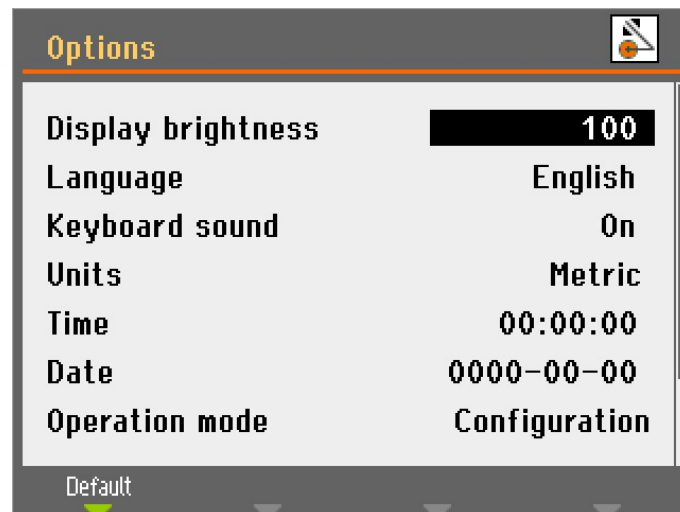 Options
Display brightness 100
Language English
Keyboard sound On
Units Metric
Time 00:00:00
Date 0000-00-00
Operation mode Configuration
Default